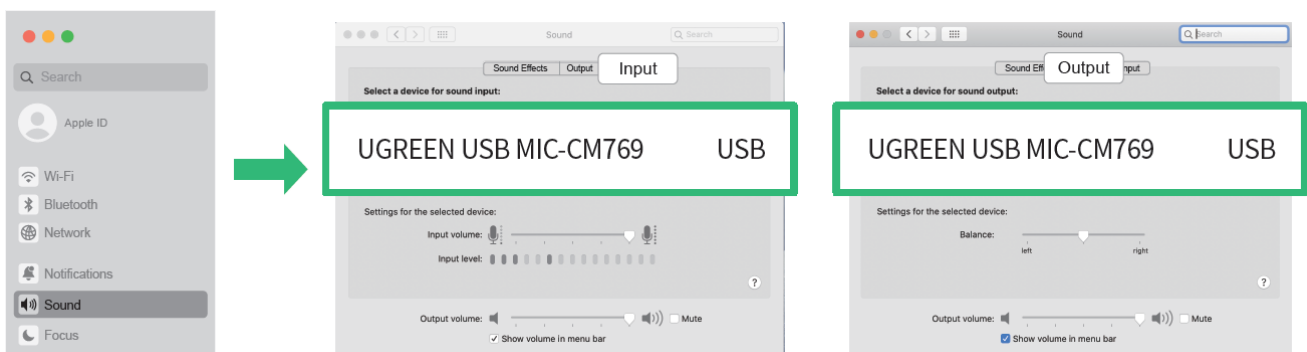 Search
Apple ID
Wi-Fi
Bluetooth
Network
Notifications
Sound
Focus
Sound
Search
Sound Effects
Output
Input
Select a device for sound input:
UGREEN USB MIC-CM769 USB
Settings for the selected device:
Input volume:
Input level:
?
Output volume:
Mute
Show volume in menu bar
Sound
Search
Sound Eff
Output
nput
Select a device for sound output:
UGREEN USB MIC-CM769 USB
Settings for the selected device:
Balance:
left right
?
Output volume:
Mute
Show volume in menu bar